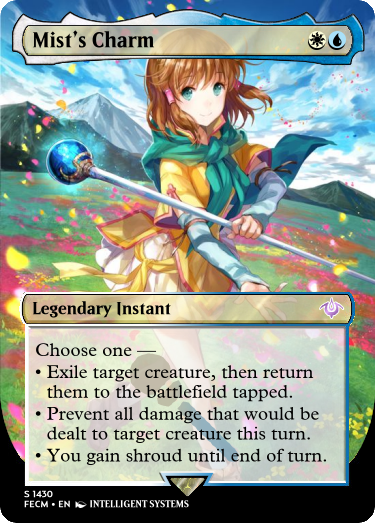 Mist's Charm
Legendary Instant
Choose one —
• Exile target creature, then return
them to the battlefield tapped.
• Prevent all damage that would be
dealt to target creature this turn.
• You gain shroud until end of turn.
S 1430
FECM • EN INTELLIGENT SYSTEMS